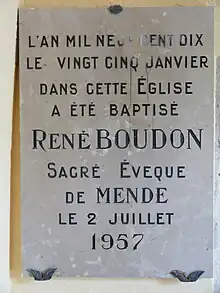 L'AN MIL NEUF CENT DIX
LE VINGT CINQ JANVIER
DANS CETTE ÉGLISE
A ÉTÉ BAPTISÉ
RENÉ BOUDON
SACRÉ ÉVEQUE
DE MENDE
LE 2 JUILLET
1957